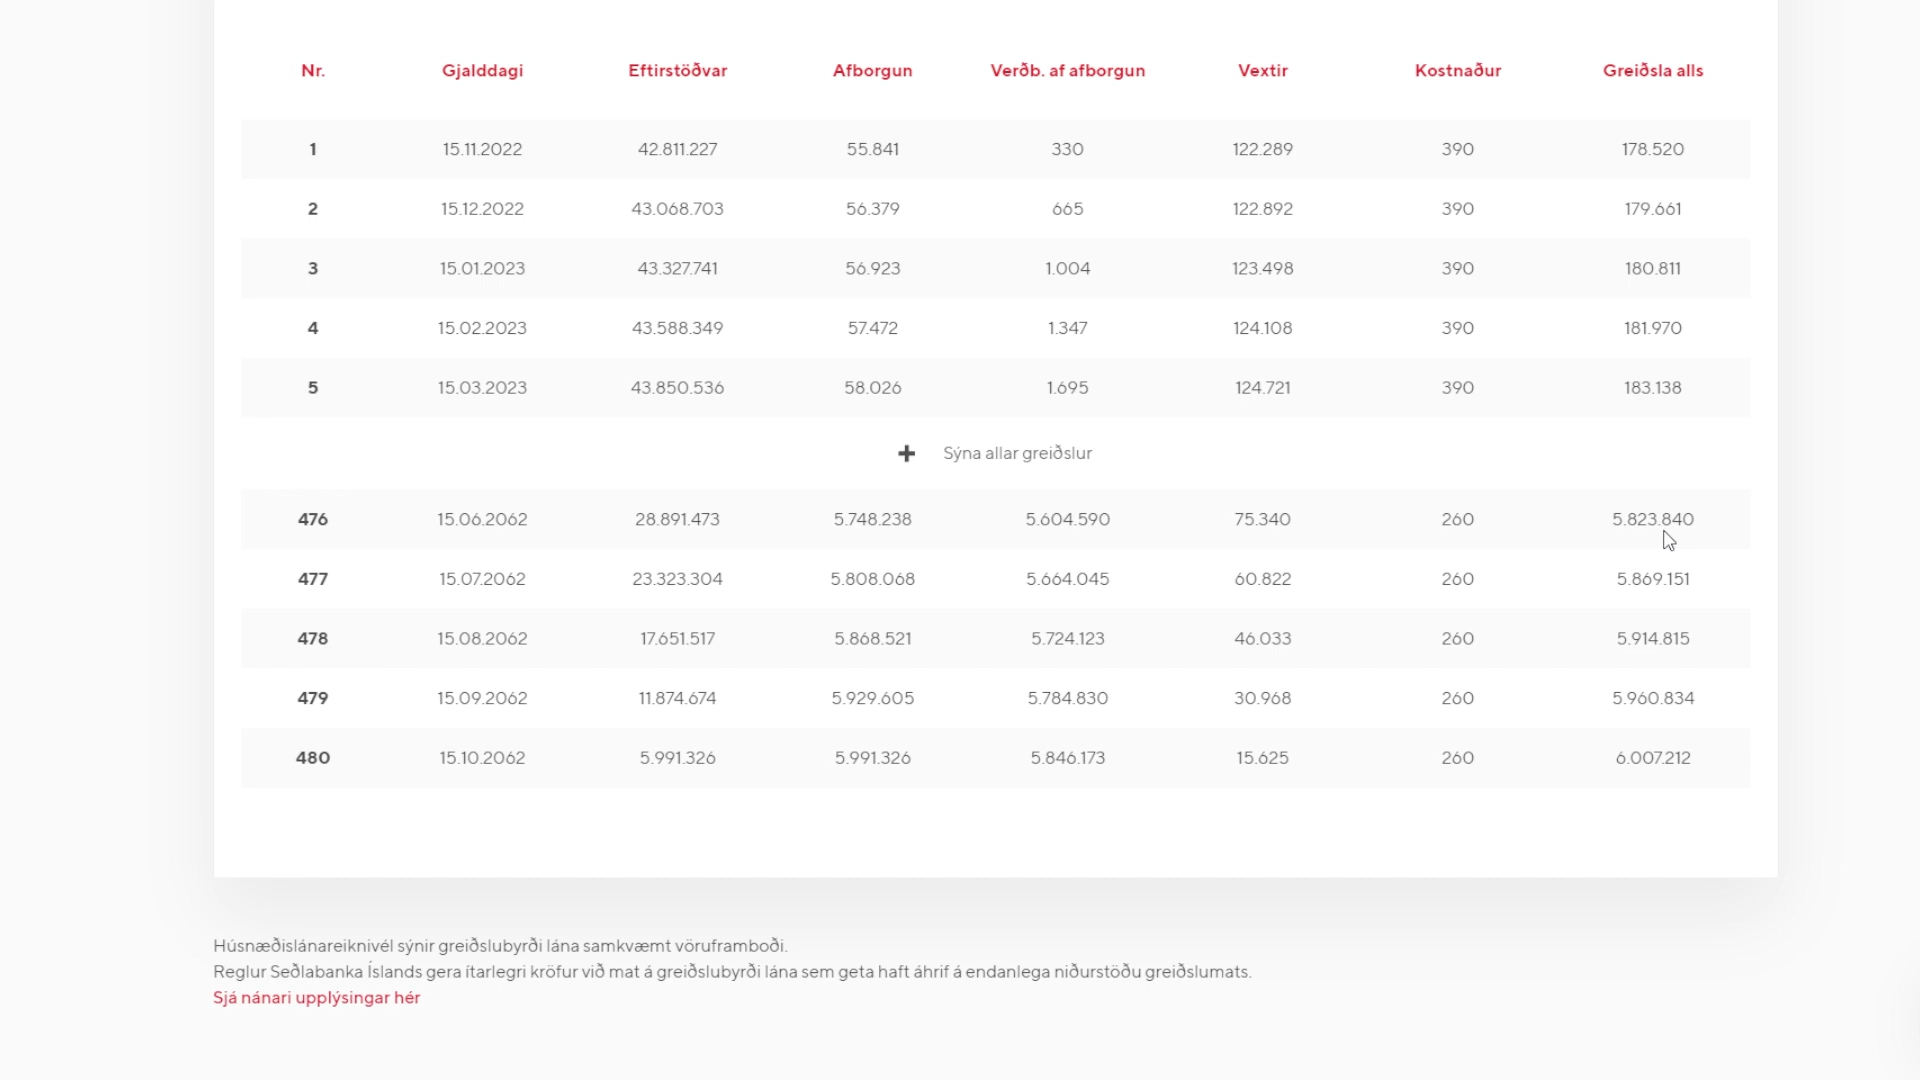 Nr. Gjalddagi Eftirstöðvar Afborgun Verðb. af afborgun Vextir Kostnaður Greiðsla alls
1 15.11.2022 42.811.227 55.841 330 122.289 390 178.520
2 15.12.2022 43.068.703 56.379 665 122.892 390 179.661
3 15.01.2023 43.327.741 56.923 1.004 123.498 390 180.811
4 15.02.2023 43.588.349 57.472 1.347 124.108 390 181.970
5 15.03.2023 43.850.536 58.026 1.695 124.721 390 183.138
Sýna allar greiðslur
476 15.06.2062 28.891.473 5.748.238 5.604.590 75.340 260 5.823.840
477 15.07.2062 23.323.304 5.808.068 5.664.045 60.822 260 5.869.151
478 15.08.2062 17.651.517 5.868.521 5.724.123 46.033 260 5.914.815
479 15.09.2062 11.874.674 5.929.605 5.784.830 30.968 260 5.960.834
480 15.10.2062 5.991.326 5.991.326 5.846.173 15.625 260 6.007.212
Húsnæðislánareiknivél sýnir greiðslubyrði lána samkvæmt vöruframboði.
Reglur Seðlabanka Íslands gera ítarlegri kröfur við mat á greiðslubyrði lána sem geta haft áhrif á endanlega niðurstöðu greiðslumats.
Sjá nánari upplýsingar hér